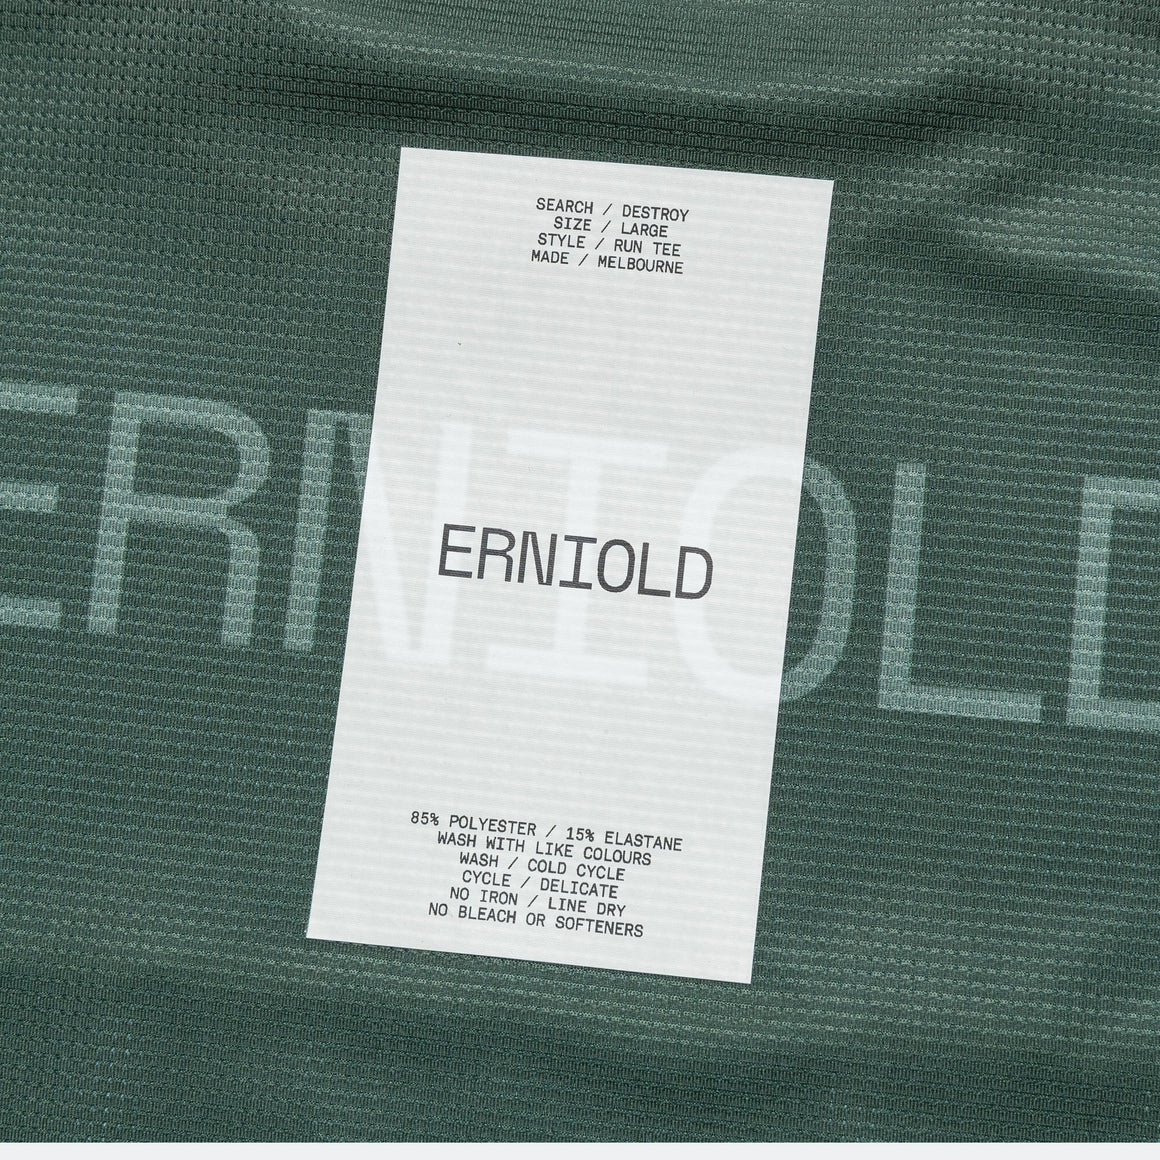 SEARCH / DESTROY
SIZE / LARGE
STYLE / RUN TEE
MADE / MELBOURNE
ERNIOLD
ERNIOLD
85% POLYESTER / 15% ELASTANE
WASH WITH LIKE COLOURS
WASH / COLD CYCLE
CYCLE / DELICATE
NO IRON / LINE DRY
NO BLEACH OR SOFTENERS